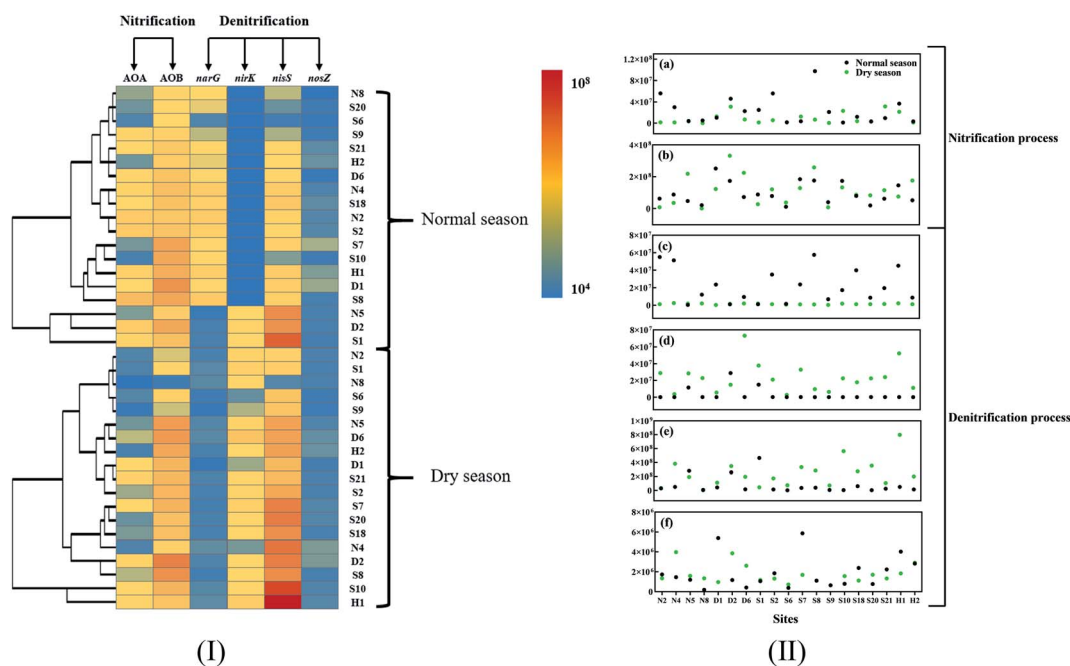 Nitrification Denitrification
AOA AOB narG nirK nisS nosZ
N8
S20
S6
S9
S21
H2
D6
N4
S18
N2
S2
S7
S10
H1
D1
S8
N5
D2
S1
N2
S1
N8
S6
S9
N5
D6
H2
D1
S21
S2
S7
S20
S18
N4
D2
S8
S10
H1
Normal season
Dry season
10⁸
10⁴
(I)
(a)
Normal season
Dry season
1.2×10⁸
8×10⁷
4×10⁷
0
(b)
4×10⁸
2×10⁸
0
(c)
8×10⁷
6×10⁷
4×10⁷
2×10⁷
0
(d)
8×10⁷
6×10⁷
4×10⁷
2×10⁷
0
(e)
1×10⁹
8×10⁸
6×10⁸
4×10⁸
2×10⁸
0
(f)
8×10⁶
6×10⁶
4×10⁶
2×10⁶
0
N2 N4 N5 N8 D1 D2 D6 S1 S2 S6 S7 S8 S9 S10 S18 S20 S21 H1 H2
Sites
Nitrification process
Denitrification process
(II)